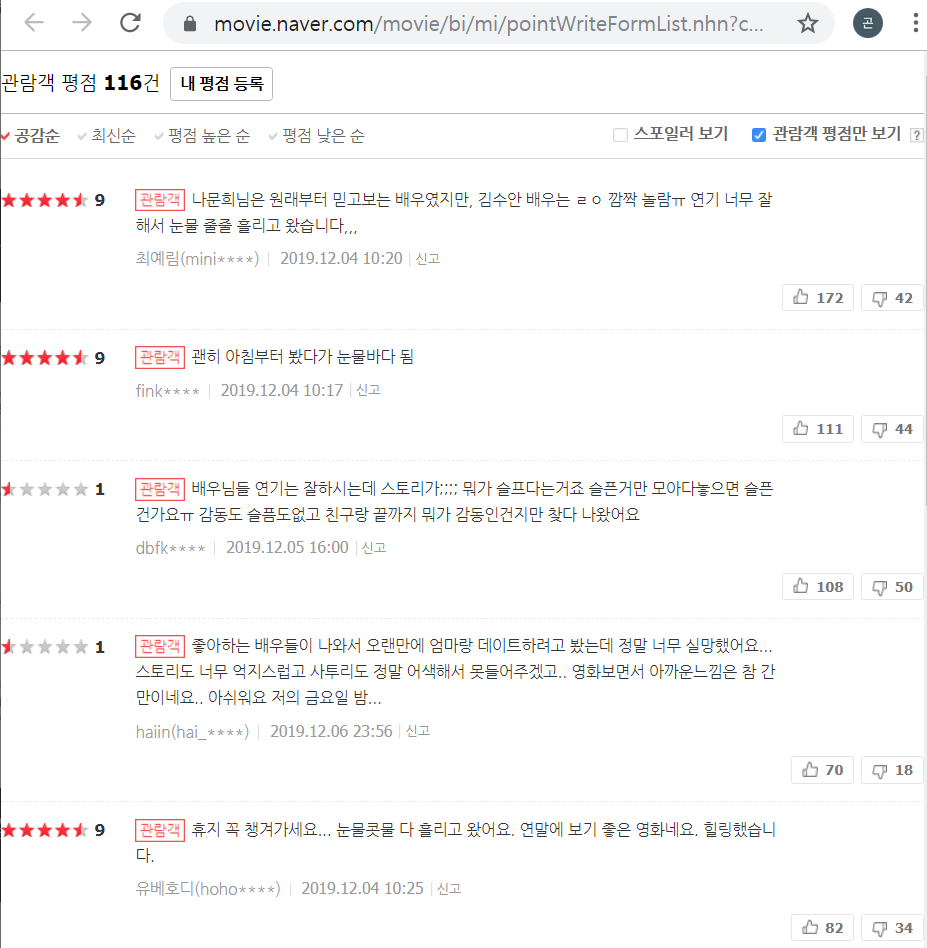 movie.naver.com/movie/bi/mi/pointWriteFormList.nhn?c...
곤
관람객 평점 116건 내 평점 등록
공감순 최신순 평점 높은 순 평점 낮은 순 스포일러 보기 관람객 평점만 보기 ?
9 관람객 나문희님은 원래부터 믿고보는 배우였지만, 김수안 배우는 ㄹㅇ 깜짝 놀람ㅠ 연기 너무 잘
해서 눈물 줄줄 흘리고 왔습니다,,,
최예림(mini****) 2019.12.04 10:20 신고
172 42
9 관람객 괜히 아침부터 봤다가 눈물바다 됨
fink**** 2019.12.04 10:17 신고
111 44
1 관람객 배우님들 연기는 잘하시는데 스토리가;;;; 뭐가 슬프다는거죠 슬픈거만 모아다놓으면 슬픈
건가요ㅠ 감동도 슬픔도없고 친구랑 끝까지 뭐가 감동인건지만 찾다 나왔어요
dbfk**** 2019.12.05 16:00 신고
108 50
1 관람객 좋아하는 배우들이 나와서 오랜만에 엄마랑 데이트하려고 봤는데 정말 너무 실망했어요...
스토리도 너무 억지스럽고 사투리도 정말 어색해서 못들어주겠고.. 영화보면서 아까운느낌은 참 간
만이네요.. 아쉬워요 저의 금요일 밤...
haiin(hai_****) 2019.12.06 23:56 신고
70 18
9 관람객 휴지 꼭 챙겨가세요... 눈물콧물 다 흘리고 왔어요. 연말에 보기 좋은 영화네요. 힐링했습니
다.
유베호디(hoho****) 2019.12.04 10:25 신고
82 34